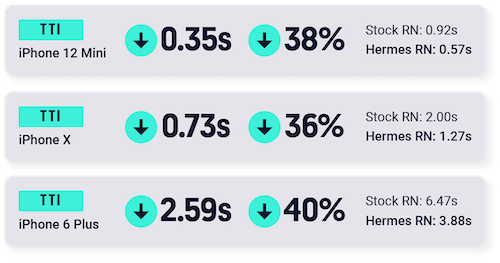 TTI
iPhone 12 Mini
0.35s
38%
Stock RN: 0.92s
Hermes RN: 0.57s
TTI
iPhone X
0.73s
36%
Stock RN: 2.00s
Hermes RN: 1.27s
TTI
iPhone 6 Plus
2.59s
40%
Stock RN: 6.47s
Hermes RN: 3.88s